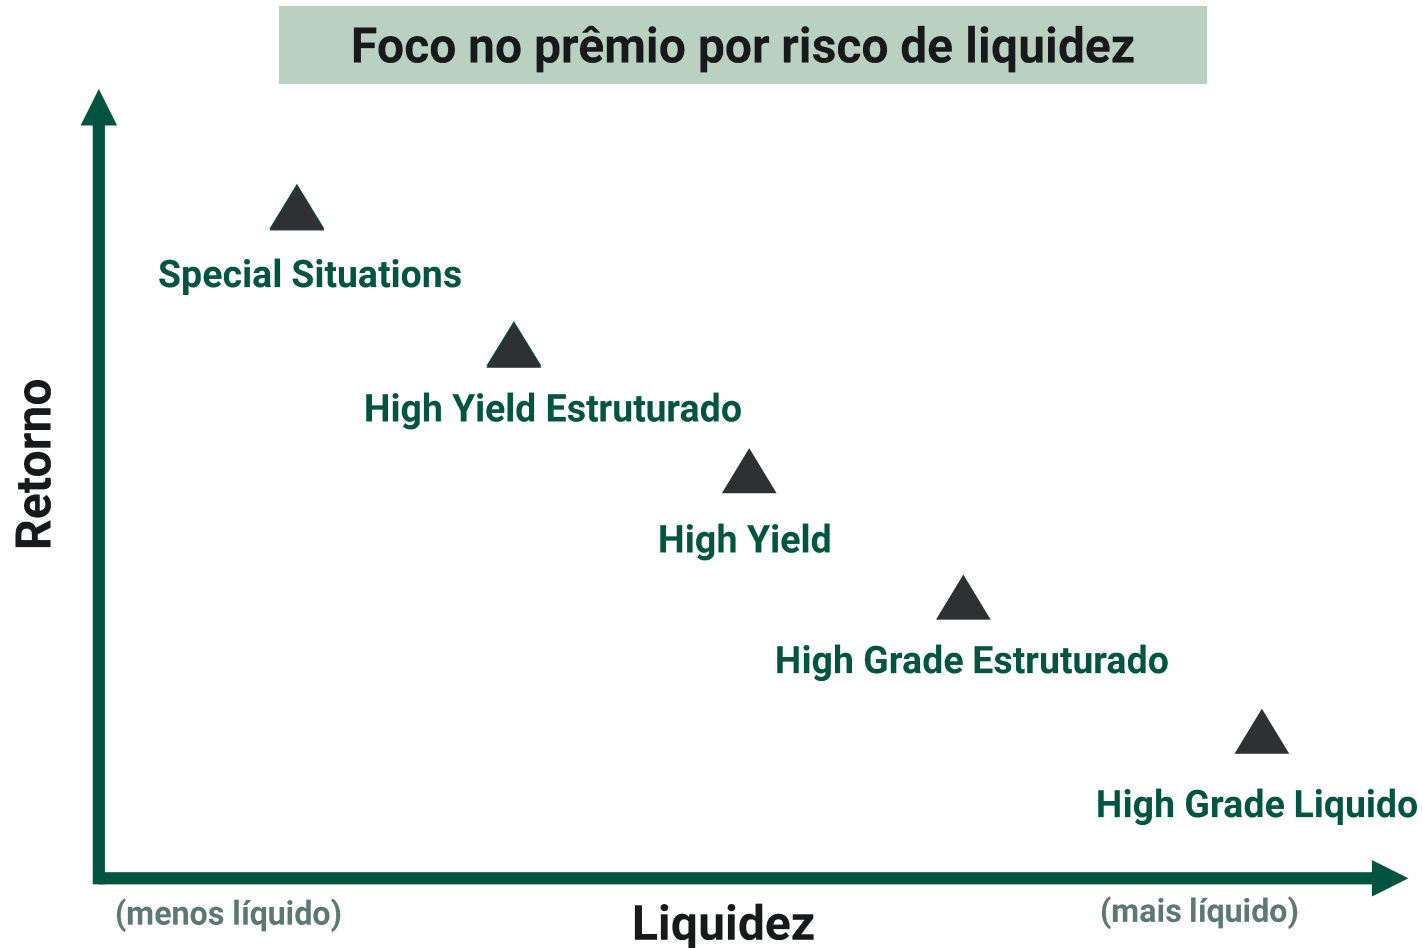 Foco no prêmio por risco de liquidez
Special Situations
High Yield Estruturado
Retorno
High Yield
High Grade Estruturado
High Grade Liquido
(menos líquido)
Liquidez
(mais líquido)